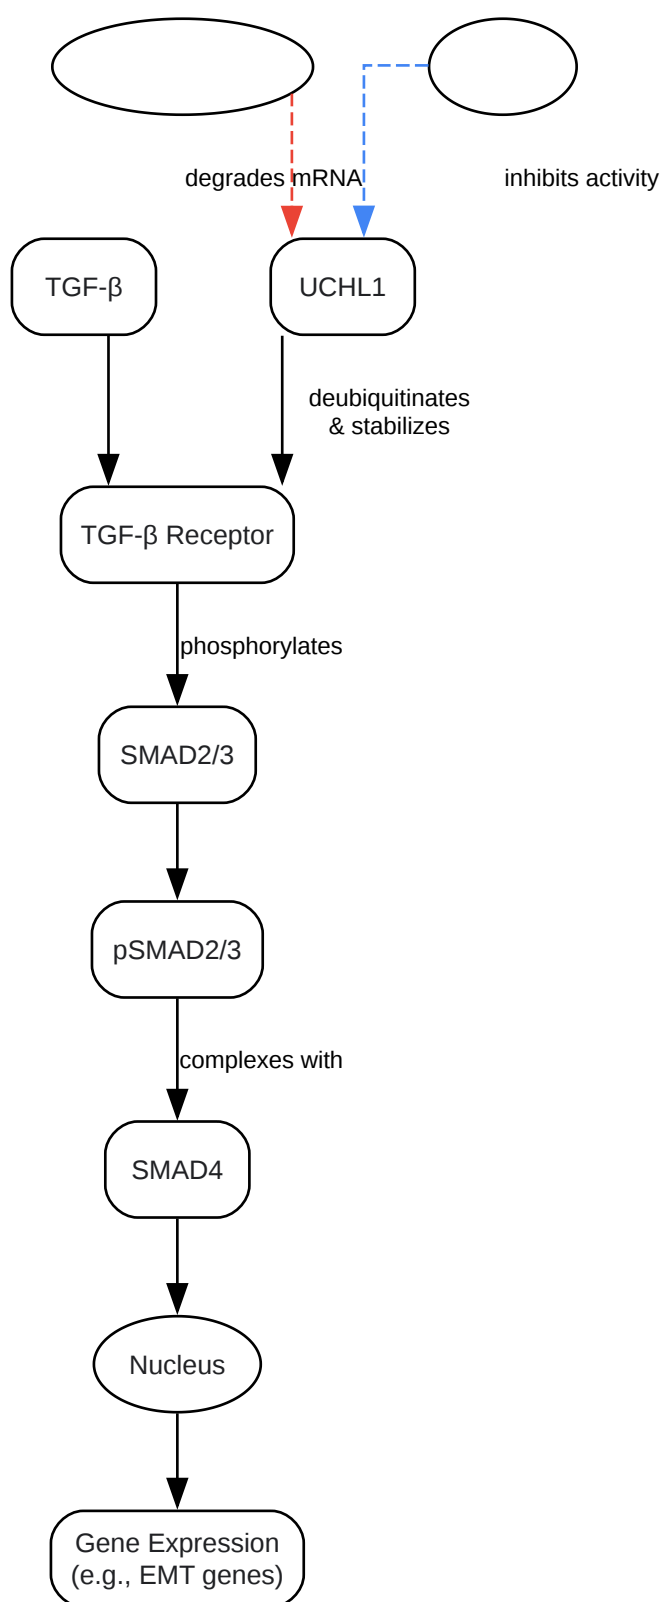 degrades mRNA
inhibits activity
TGF-β
UCHL1
deubiquitinates
& stabilizes
TGF-β Receptor
phosphorylates
SMAD2/3
pSMAD2/3
complexes with
SMAD4
Nucleus
Gene Expression
(e.g., EMT genes)